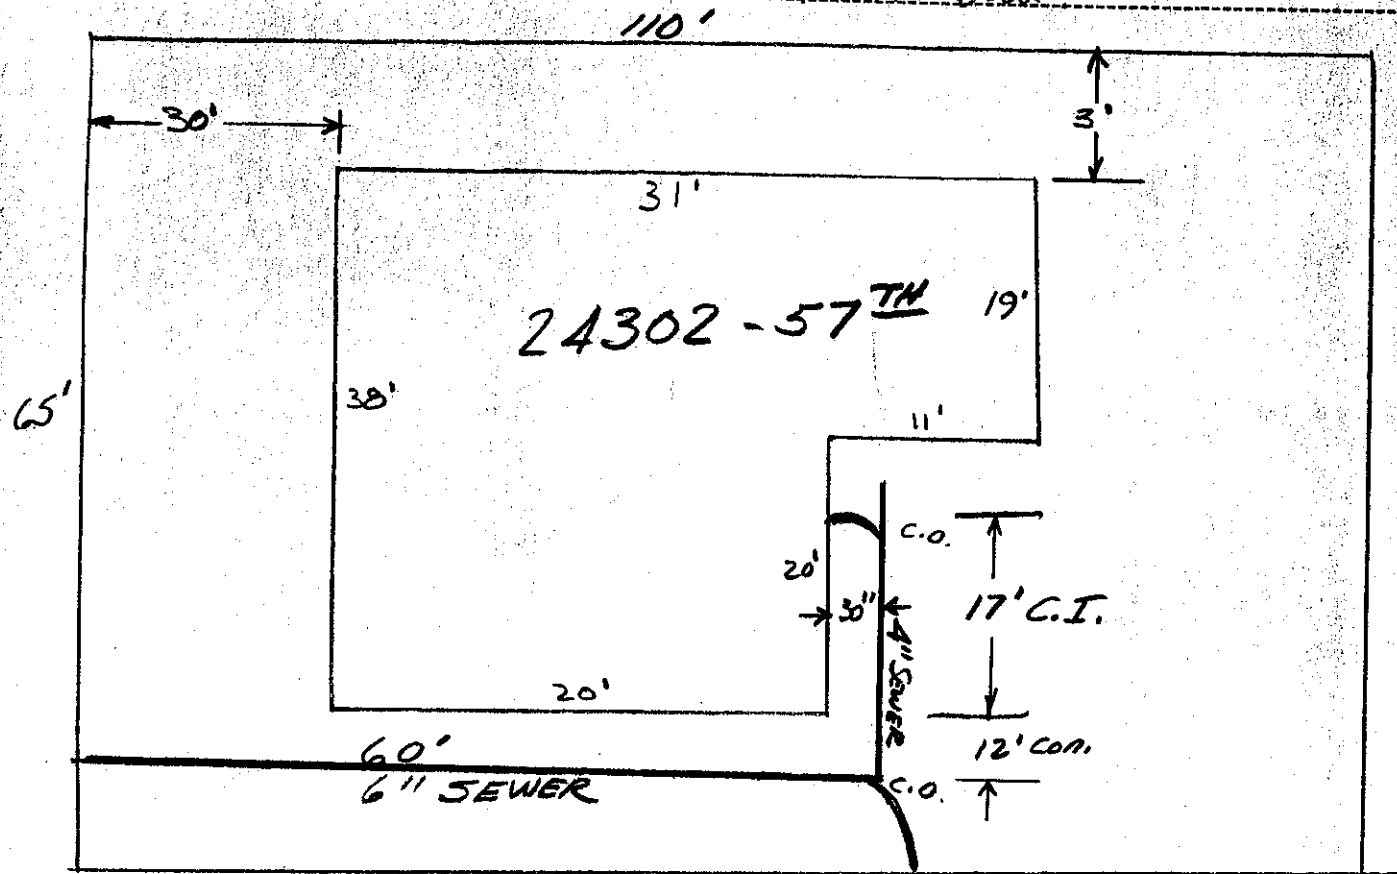 110'
30'
3'
31'
24302 - 57TH
19'
65'
38'
11'
C.O.
20'
30"
17' C.I.
4" SEWER
20'
12' Con.
60'
6" SEWER
C.O.